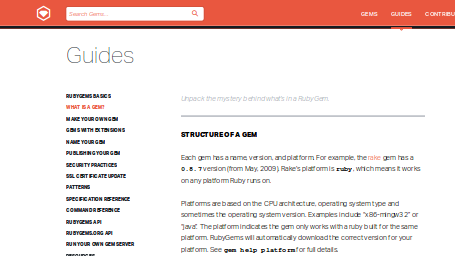 Search Gems...
GEMS GUIDES CONTRIBU
Guides
RUBYGEMS BASICS
WHAT IS A GEM?
MAKE YOUR OWN GEM
GEMS WITH EXTENSIONS
NAME YOUR GEM
PUBLISHING YOUR GEM
SECURITY PRACTICES
SSL CERTIFICATE UPDATE
PATTERNS
SPECIFICATION REFERENCE
COMMAND REFERENCE
RUBYGEMS API
RUBYGEMS.ORG API
RUN YOUR OWN GEM SERVER
RESOURCES
Unpack the mystery behind what's in a RubyGem.
STRUCTURE OF A GEM
Each gem has a name, version, and platform. For example, the rake gem has a
0.8.7 version (from May, 2009). Rake's platform is ruby, which means it works
on any platform Ruby runs on.
Platforms are based on the CPU architecture, operating system type and
sometimes the operating system version. Examples include "x86-mingw32" or
"java". The platform indicates the gem only works with a ruby built for the same
platform. RubyGems will automatically download the correct version for your
platform. See gem help platform for full details.